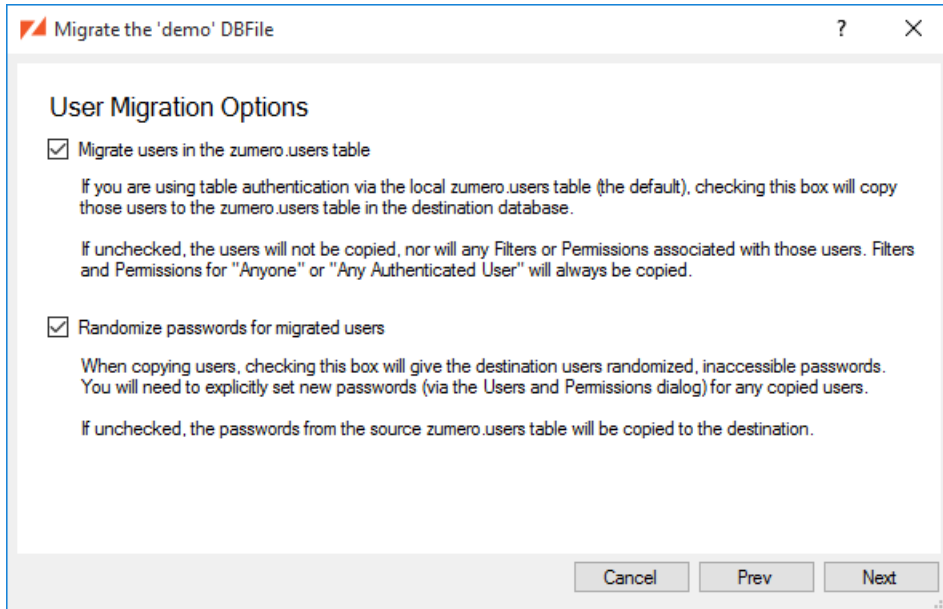 Migrate the 'demo' DBFile
?
User Migration Options
Migrate users in the zumero.users table
If you are using table authentication via the local zumero.users table (the default), checking this box will copy
those users to the zumero.users table in the destination database.
If unchecked, the users will not be copied, nor will any Filters or Permissions associated with those users. Filters
and Permissions for "Anyone" or "Any Authenticated User" will always be copied.
Randomize passwords for migrated users
When copying users, checking this box will give the destination users randomized, inaccessible passwords.
You will need to explicitly set new passwords (via the Users and Permissions dialog) for any copied users.
If unchecked, the passwords from the source zumero.users table will be copied to the destination.
Cancel Prev Next